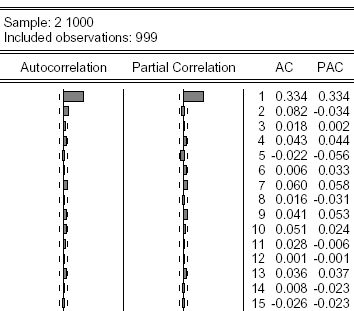 Sample: 2 1000
Included observations: 999
Autocorrelation Partial Correlation AC PAC
1 0.334 0.334
2 0.082 -0.034
3 0.018 0.002
4 0.043 0.044
5 -0.022 -0.056
6 0.006 0.033
7 0.060 0.058
8 0.016 -0.031
9 0.041 0.053
10 0.051 0.024
11 0.028 -0.006
12 0.001 -0.001
13 0.036 0.037
14 0.008 -0.023
15 -0.026 -0.023